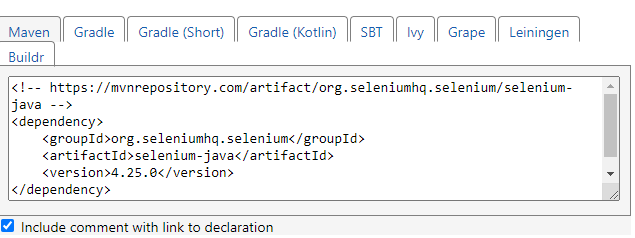 Maven Gradle Gradle (Short) Gradle (Kotlin) SBT Ivy Grape Leiningen
Buildr
<!-- https://mvnrepository.com/artifact/org.seleniumhq.selenium/selenium-
java -->
<dependency>
    <groupId>org.seleniumhq.selenium</groupId>
    <artifactId>selenium-java</artifactId>
    <version>4.25.0</version>
</dependency>
Include comment with link to declaration